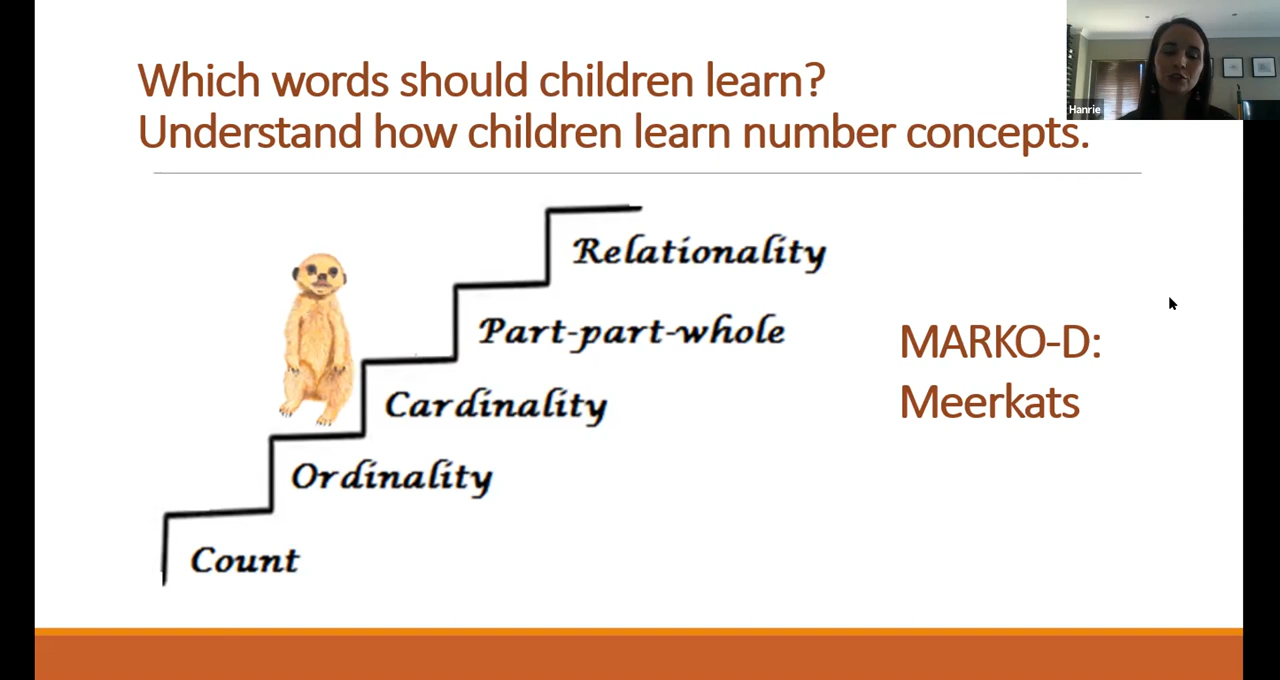 Which words should children learn?
Understand how children learn number concepts.
Hanrie
Relationality
Part-part-whole
Cardinality
Ordinality
Count
MARKO-D:
Meerkats